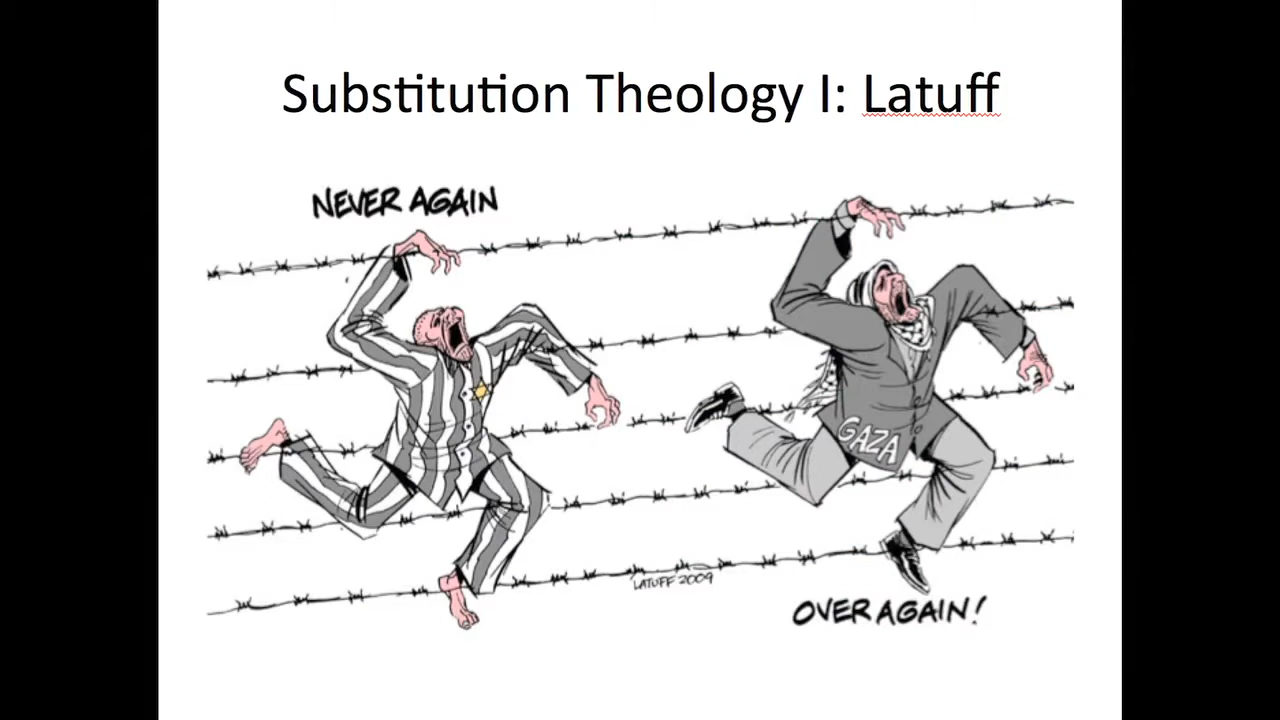 Substitution Theology I: Latuff
NEVER AGAIN
GAZA
LATUFF 2009
OVER AGAIN!